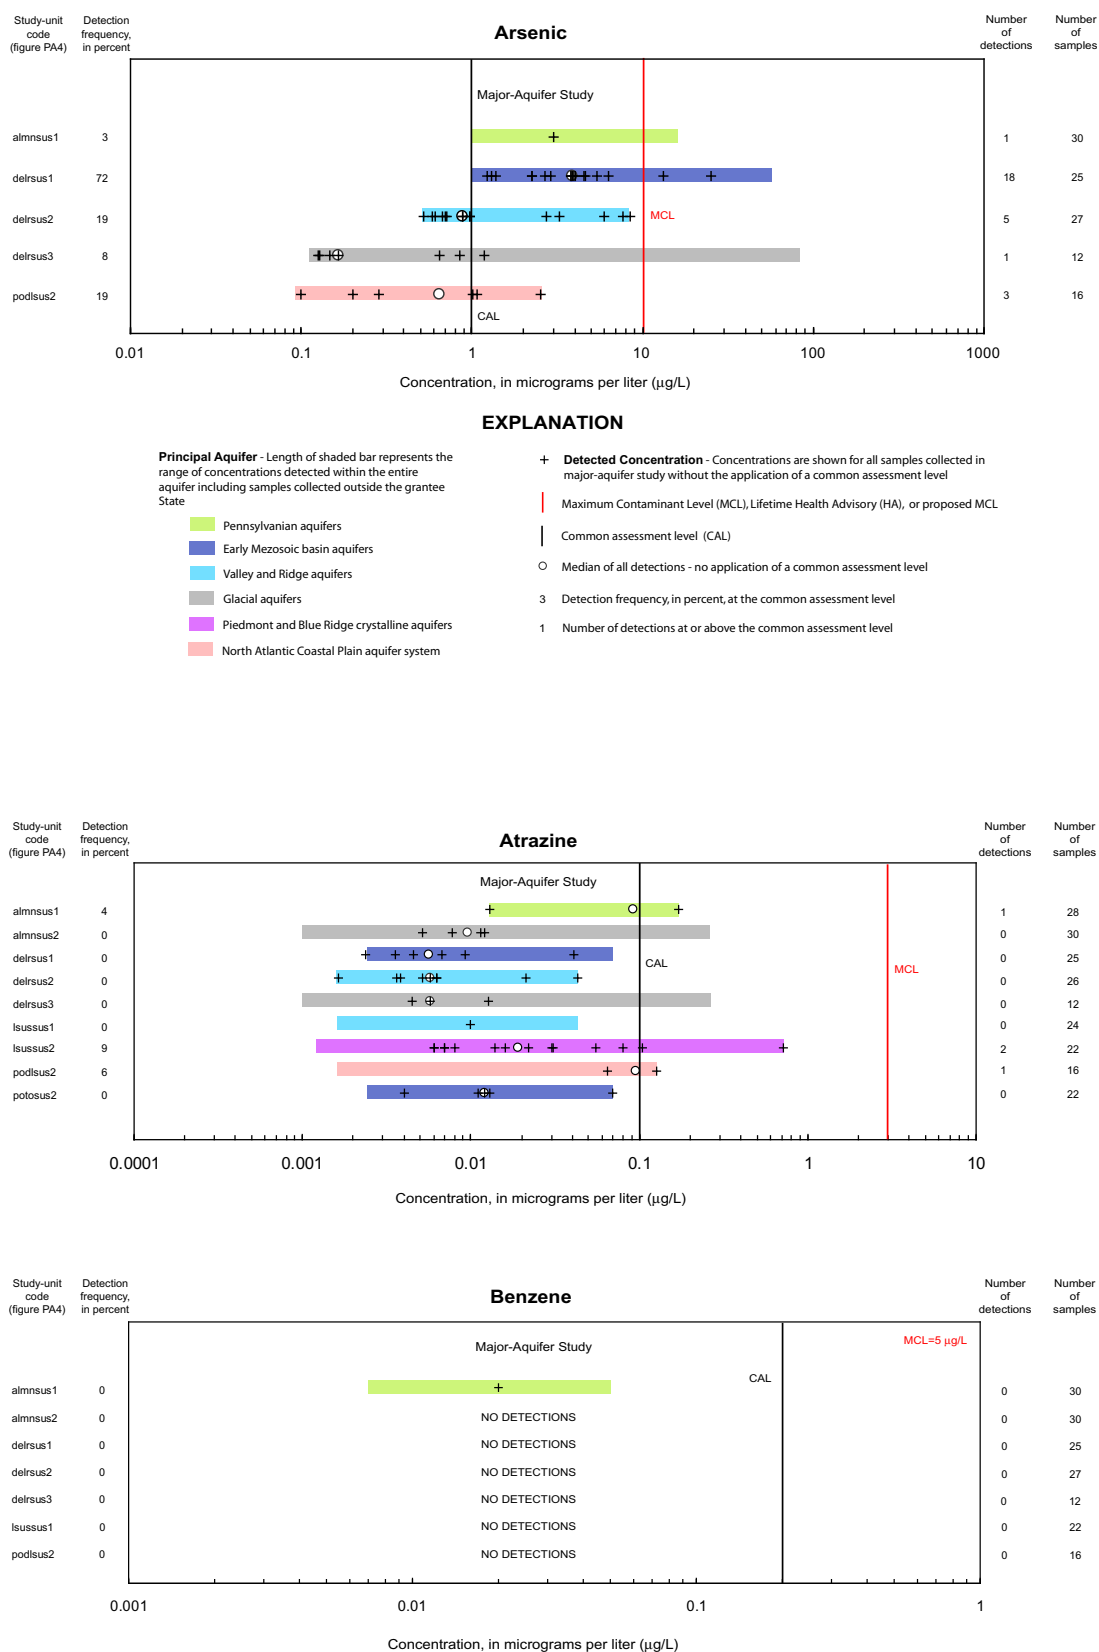 Study-unit code (figure PA4)
Detection frequency, in percent
Arsenic
Number of detections
Number of samples
Major-Aquifer Study
almnsus1 3 1 30
delrsus1 72 18 25
delrsus2 19 MCL 5 27
delrsus3 8 1 12
podlsus2 19 3 16
CAL
0.01 0.1 1 10 100 1000
Concentration, in micrograms per liter (µg/L)
EXPLANATION
Principal Aquifer - Length of shaded bar represents the
range of concentrations detected within the entire
aquifer including samples collected outside the grantee
State
Pennsylvanian aquifers
Early Mezosoic basin aquifers
Valley and Ridge aquifers
Glacial aquifers
Piedmont and Blue Ridge crystalline aquifers
North Atlantic Coastal Plain aquifer system
+ Detected Concentration - Concentrations are shown for all samples collected in
major-aquifer study without the application of a common assessment level
Maximum Contaminant Level (MCL), Lifetime Health Advisory (HA), or proposed MCL
Common assessment level (CAL)
Median of all detections - no application of a common assessment level
3 Detection frequency, in percent, at the common assessment level
1 Number of detections at or above the common assessment level
Study-unit code (figure PA4)
Detection frequency, in percent
Atrazine
Number of detections
Number of samples
Major-Aquifer Study
almnsus1 4 1 28
almnsus2 0 0 30
delrsus1 0 CAL 0 25
delrsus2 0 MCL 0 26
delrsus3 0 0 12
lsussus1 0 0 24
lsussus2 9 2 22
podlsus2 6 1 16
potosus2 0 0 22
0.0001 0.001 0.01 0.1 1 10
Concentration, in micrograms per liter (µg/L)
Study-unit code (figure PA4)
Detection frequency, in percent
Benzene
Number of detections
Number of samples
Major-Aquifer Study
MCL=5 µg/L
CAL
almnsus1 0 0 30
almnsus2 0 NO DETECTIONS 0 30
delrsus1 0 NO DETECTIONS 0 25
delrsus2 0 NO DETECTIONS 0 27
delrsus3 0 NO DETECTIONS 0 12
lsussus1 0 NO DETECTIONS 0 22
podlsus2 0 NO DETECTIONS 0 16
0.001 0.01 0.1 1
Concentration, in micrograms per liter (µg/L)